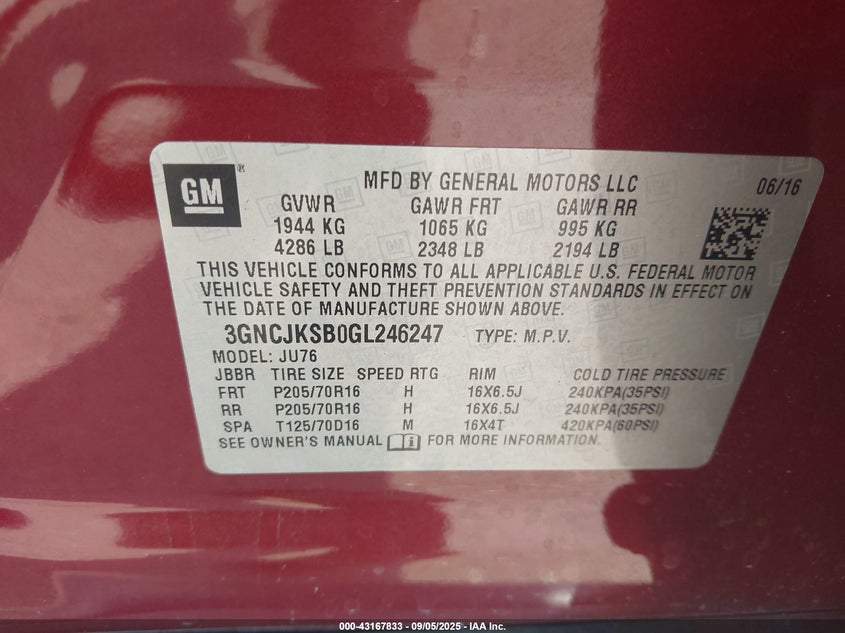 GM ®
MFD BY GENERAL MOTORS LLC 06/16
GVWR GAWR FRT GAWR RR
1944 KG 1065 KG 995 KG
4286 LB 2348 LB 2194 LB
THIS VEHICLE CONFORMS TO ALL APPLICABLE U.S. FEDERAL MOTOR
VEHICLE SAFETY AND THEFT PREVENTION STANDARDS IN EFFECT ON
THE DATE OF MANUFACTURE SHOWN ABOVE.
3GNCJKSB0GL246247 TYPE: M.P.V.
MODEL: JU76
JBBR TIRE SIZE SPEED RTG RIM COLD TIRE PRESSURE
FRT P205/70R16 H 16X6.5J 240KPA(35PSI)
RR P205/70R16 H 16X6.5J 240KPA(35PSI)
SPA T125/70D16 M 16X4T 420KPA(60PSI)
SEE OWNER'S MANUAL FOR MORE INFORMATION.
000-43167833 - 09/05/2025 - IAA Inc.